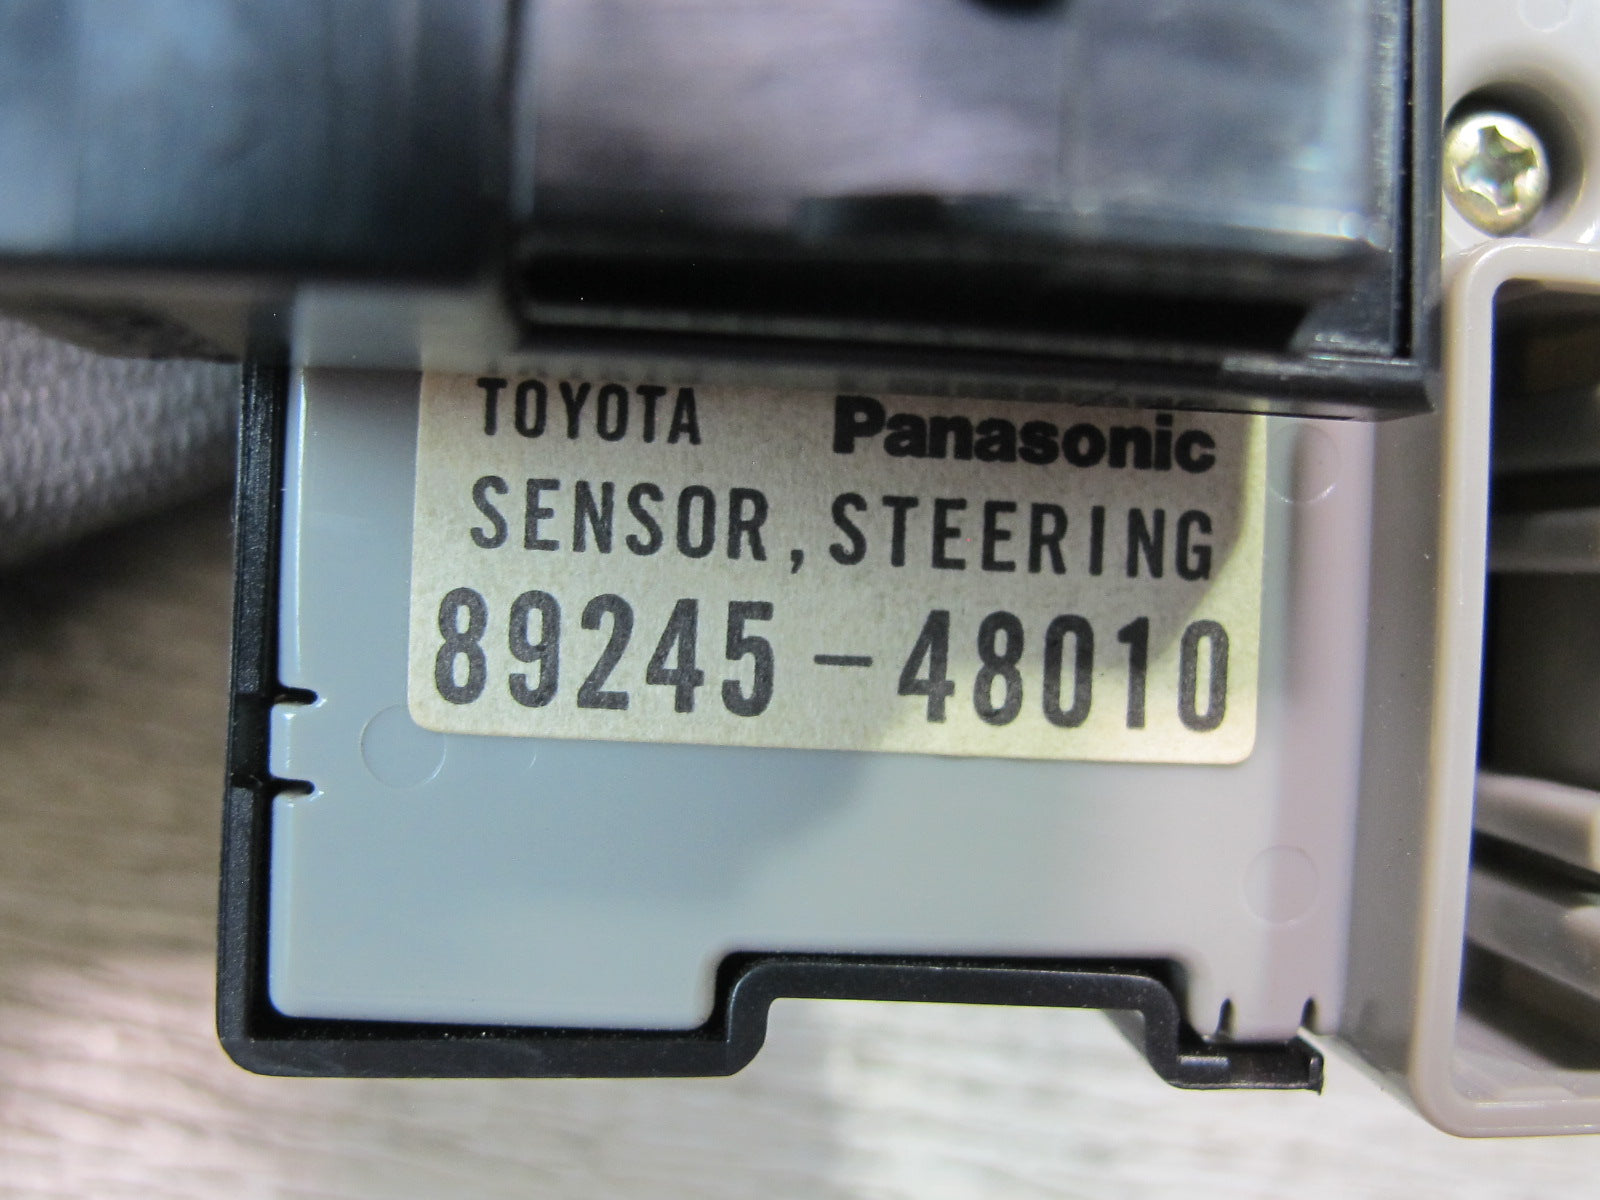 TOYOTA Panasonic
SENSOR, STEERING
89245-48010